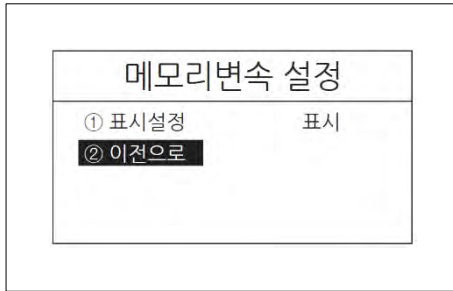 메모리변속 설정
① 표시설정 표시
② 이전으로